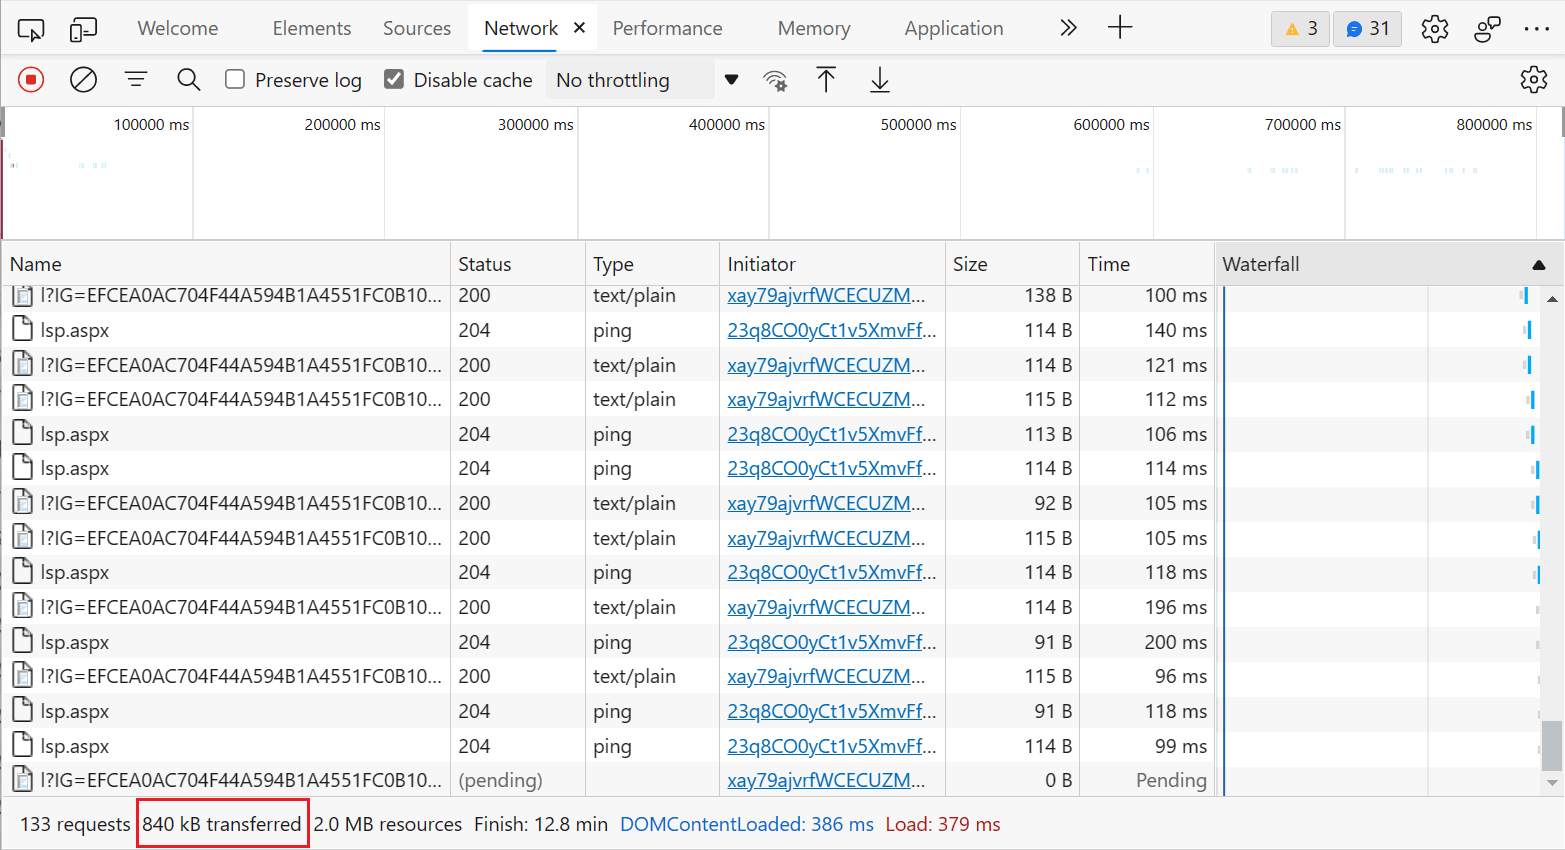 Welcome Elements Sources Network × Performance Memory Application 3 31
Preserve log Disable cache No throttling
100000 ms 200000 ms 300000 ms 400000 ms 500000 ms 600000 ms 700000 ms 800000 ms
Name Status Type Initiator Size Time Waterfall
l?IG=EFCEA0AC704F44A594B1A4551FC0B10... 200 text/plain xay79ajvrfWCECUZM... 138 B 100 ms
lsp.aspx 204 ping 23q8CO0yCt1v5XmvFf... 114 B 140 ms
l?IG=EFCEA0AC704F44A594B1A4551FC0B10... 200 text/plain xay79ajvrfWCECUZM... 114 B 121 ms
l?IG=EFCEA0AC704F44A594B1A4551FC0B10... 200 text/plain xay79ajvrfWCECUZM... 115 B 112 ms
lsp.aspx 204 ping 23q8CO0yCt1v5XmvFf... 113 B 106 ms
lsp.aspx 204 ping 23q8CO0yCt1v5XmvFf... 114 B 114 ms
l?IG=EFCEA0AC704F44A594B1A4551FC0B10... 200 text/plain xay79ajvrfWCECUZM... 92 B 105 ms
l?IG=EFCEA0AC704F44A594B1A4551FC0B10... 200 text/plain xay79ajvrfWCECUZM... 115 B 105 ms
lsp.aspx 204 ping 23q8CO0yCt1v5XmvFf... 114 B 118 ms
l?IG=EFCEA0AC704F44A594B1A4551FC0B10... 200 text/plain xay79ajvrfWCECUZM... 114 B 196 ms
lsp.aspx 204 ping 23q8CO0yCt1v5XmvFf... 91 B 200 ms
l?IG=EFCEA0AC704F44A594B1A4551FC0B10... 200 text/plain xay79ajvrfWCECUZM... 115 B 96 ms
lsp.aspx 204 ping 23q8CO0yCt1v5XmvFf... 91 B 118 ms
lsp.aspx 204 ping 23q8CO0yCt1v5XmvFf... 114 B 99 ms
l?IG=EFCEA0AC704F44A594B1A4551FC0B10... (pending) xay79ajvrfWCECUZM... 0 B Pending
133 requests 840 kB transferred 2.0 MB resources Finish: 12.8 min DOMContentLoaded: 386 ms Load: 379 ms